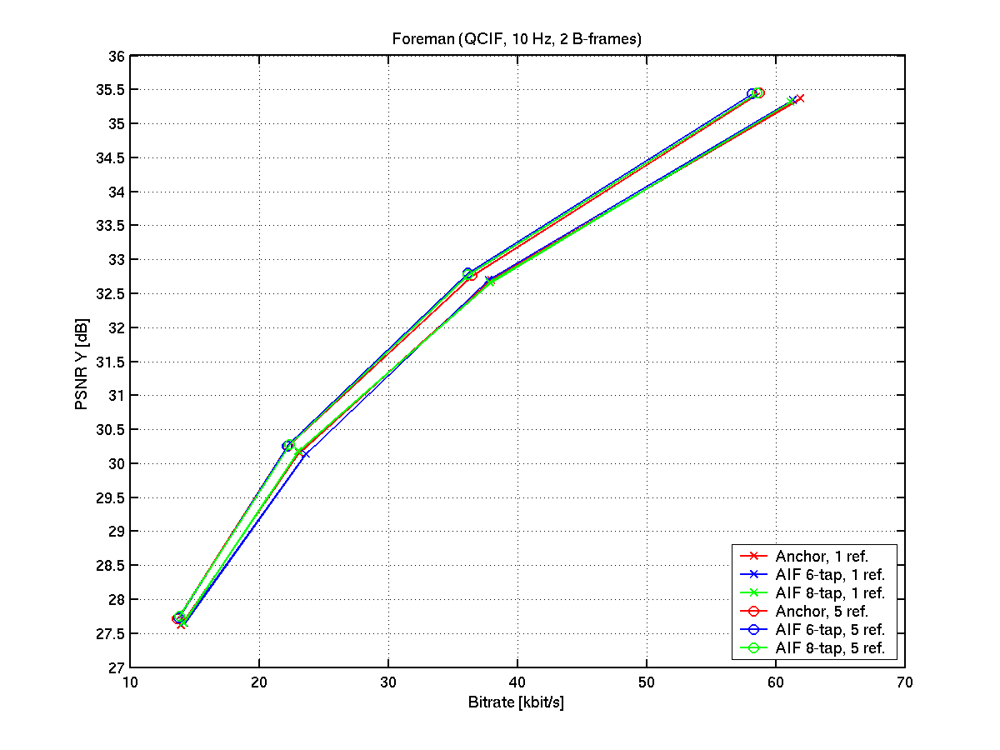 Foreman (QCIF, 10 Hz, 2 B-frames)
36
35.5
35
34.5
34
33.5
33
32.5
32
31.5
31
30.5
30
29.5
29
28.5
28
27.5
27
PSNR Y [dB]
10 20 30 40 50 60 70
Bitrate [kbit/s]
Anchor, 1 ref.
AIF 6-tap, 1 ref.
AIF 8-tap, 1 ref.
Anchor, 5 ref.
AIF 6-tap, 5 ref.
AIF 8-tap, 5 ref.